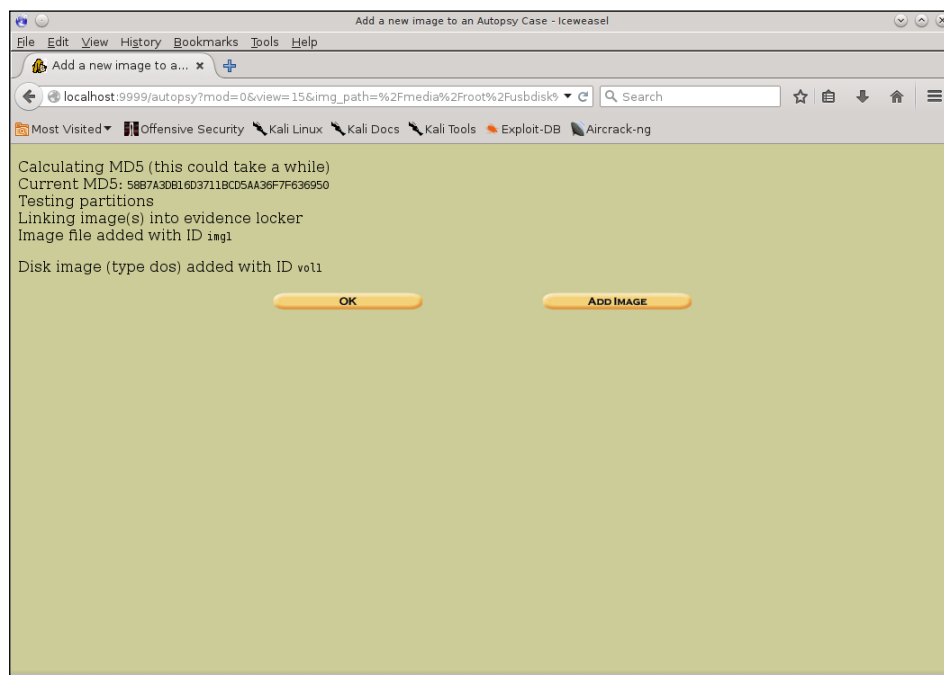 Add a new image to an Autopsy Case - Iceweasel
File Edit View History Bookmarks Tools Help
Add a new image to a...
localhost:9999/autopsy?mod=0&view=15&img_path=%2Fmedia%2Froot%2Fusbdisk%
Search
Most Visited Offensive Security Kali Linux Kali Docs Kali Tools Exploit-DB Aircrack-ng
Calculating MD5 (this could take a while)
Current MD5: 58B7A3DB16D3711BCD5AA36F7F636950
Testing partitions
Linking image(s) into evidence locker
Image file added with ID img1
Disk image (type dos) added with ID vol1
OK ADD IMAGE